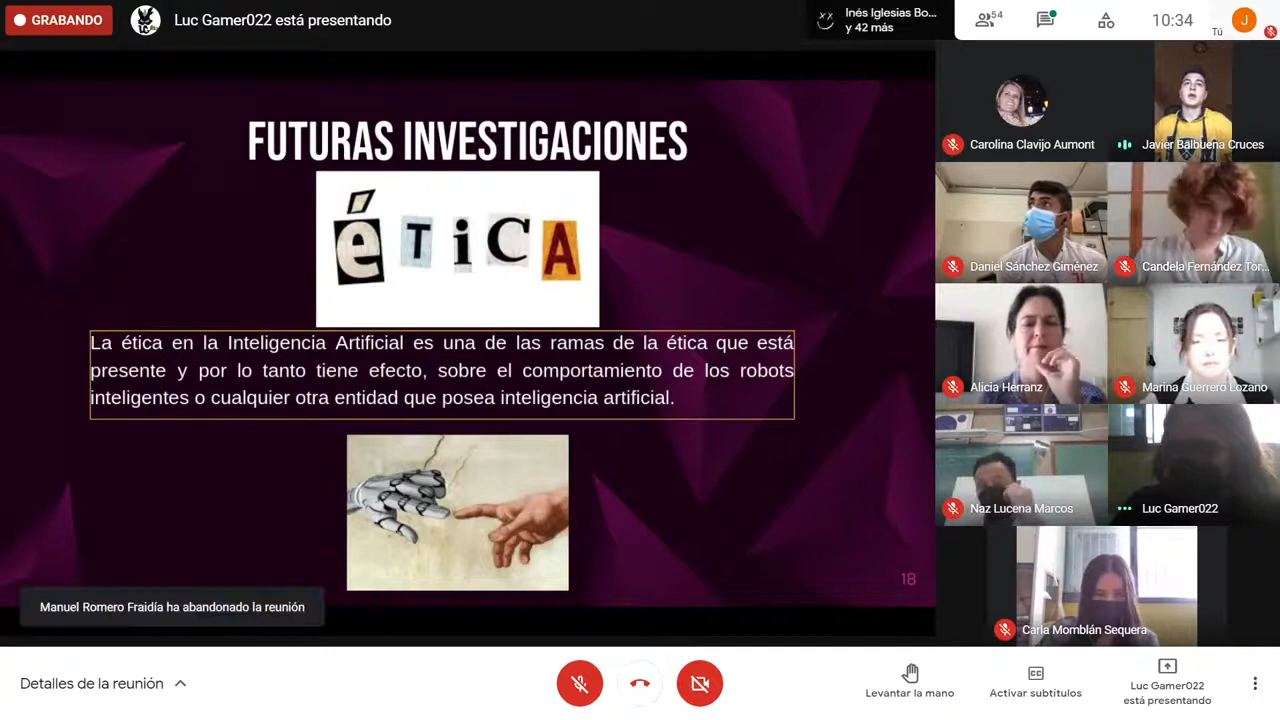 GRABANDO
Luc Gamer022 está presentando
Inés Iglesias Bo...
y 42 más
54
10:34
Tú
J
FUTURAS INVESTIGACIONES
éTiCA
La ética en la Inteligencia Artificial es una de las ramas de la ética que está
presente y por lo tanto tiene efecto, sobre el comportamiento de los robots
inteligentes o cualquier otra entidad que posea inteligencia artificial.
18
Carolina Clavijo Aumont
Javier Balbuena Cruces
Daniel Sánchez Giménez
Candela Fernández Tor...
Alicia Herranz
Marina Guerrero Lozano
Naz Lucena Marcos
Luc Gamer022
Carla Momblán Sequera
Manuel Romero Fraidía ha abandonado la reunión
Detalles de la reunión
Levantar la mano
CC
Activar subtítulos
Luc Gamer022
está presentando